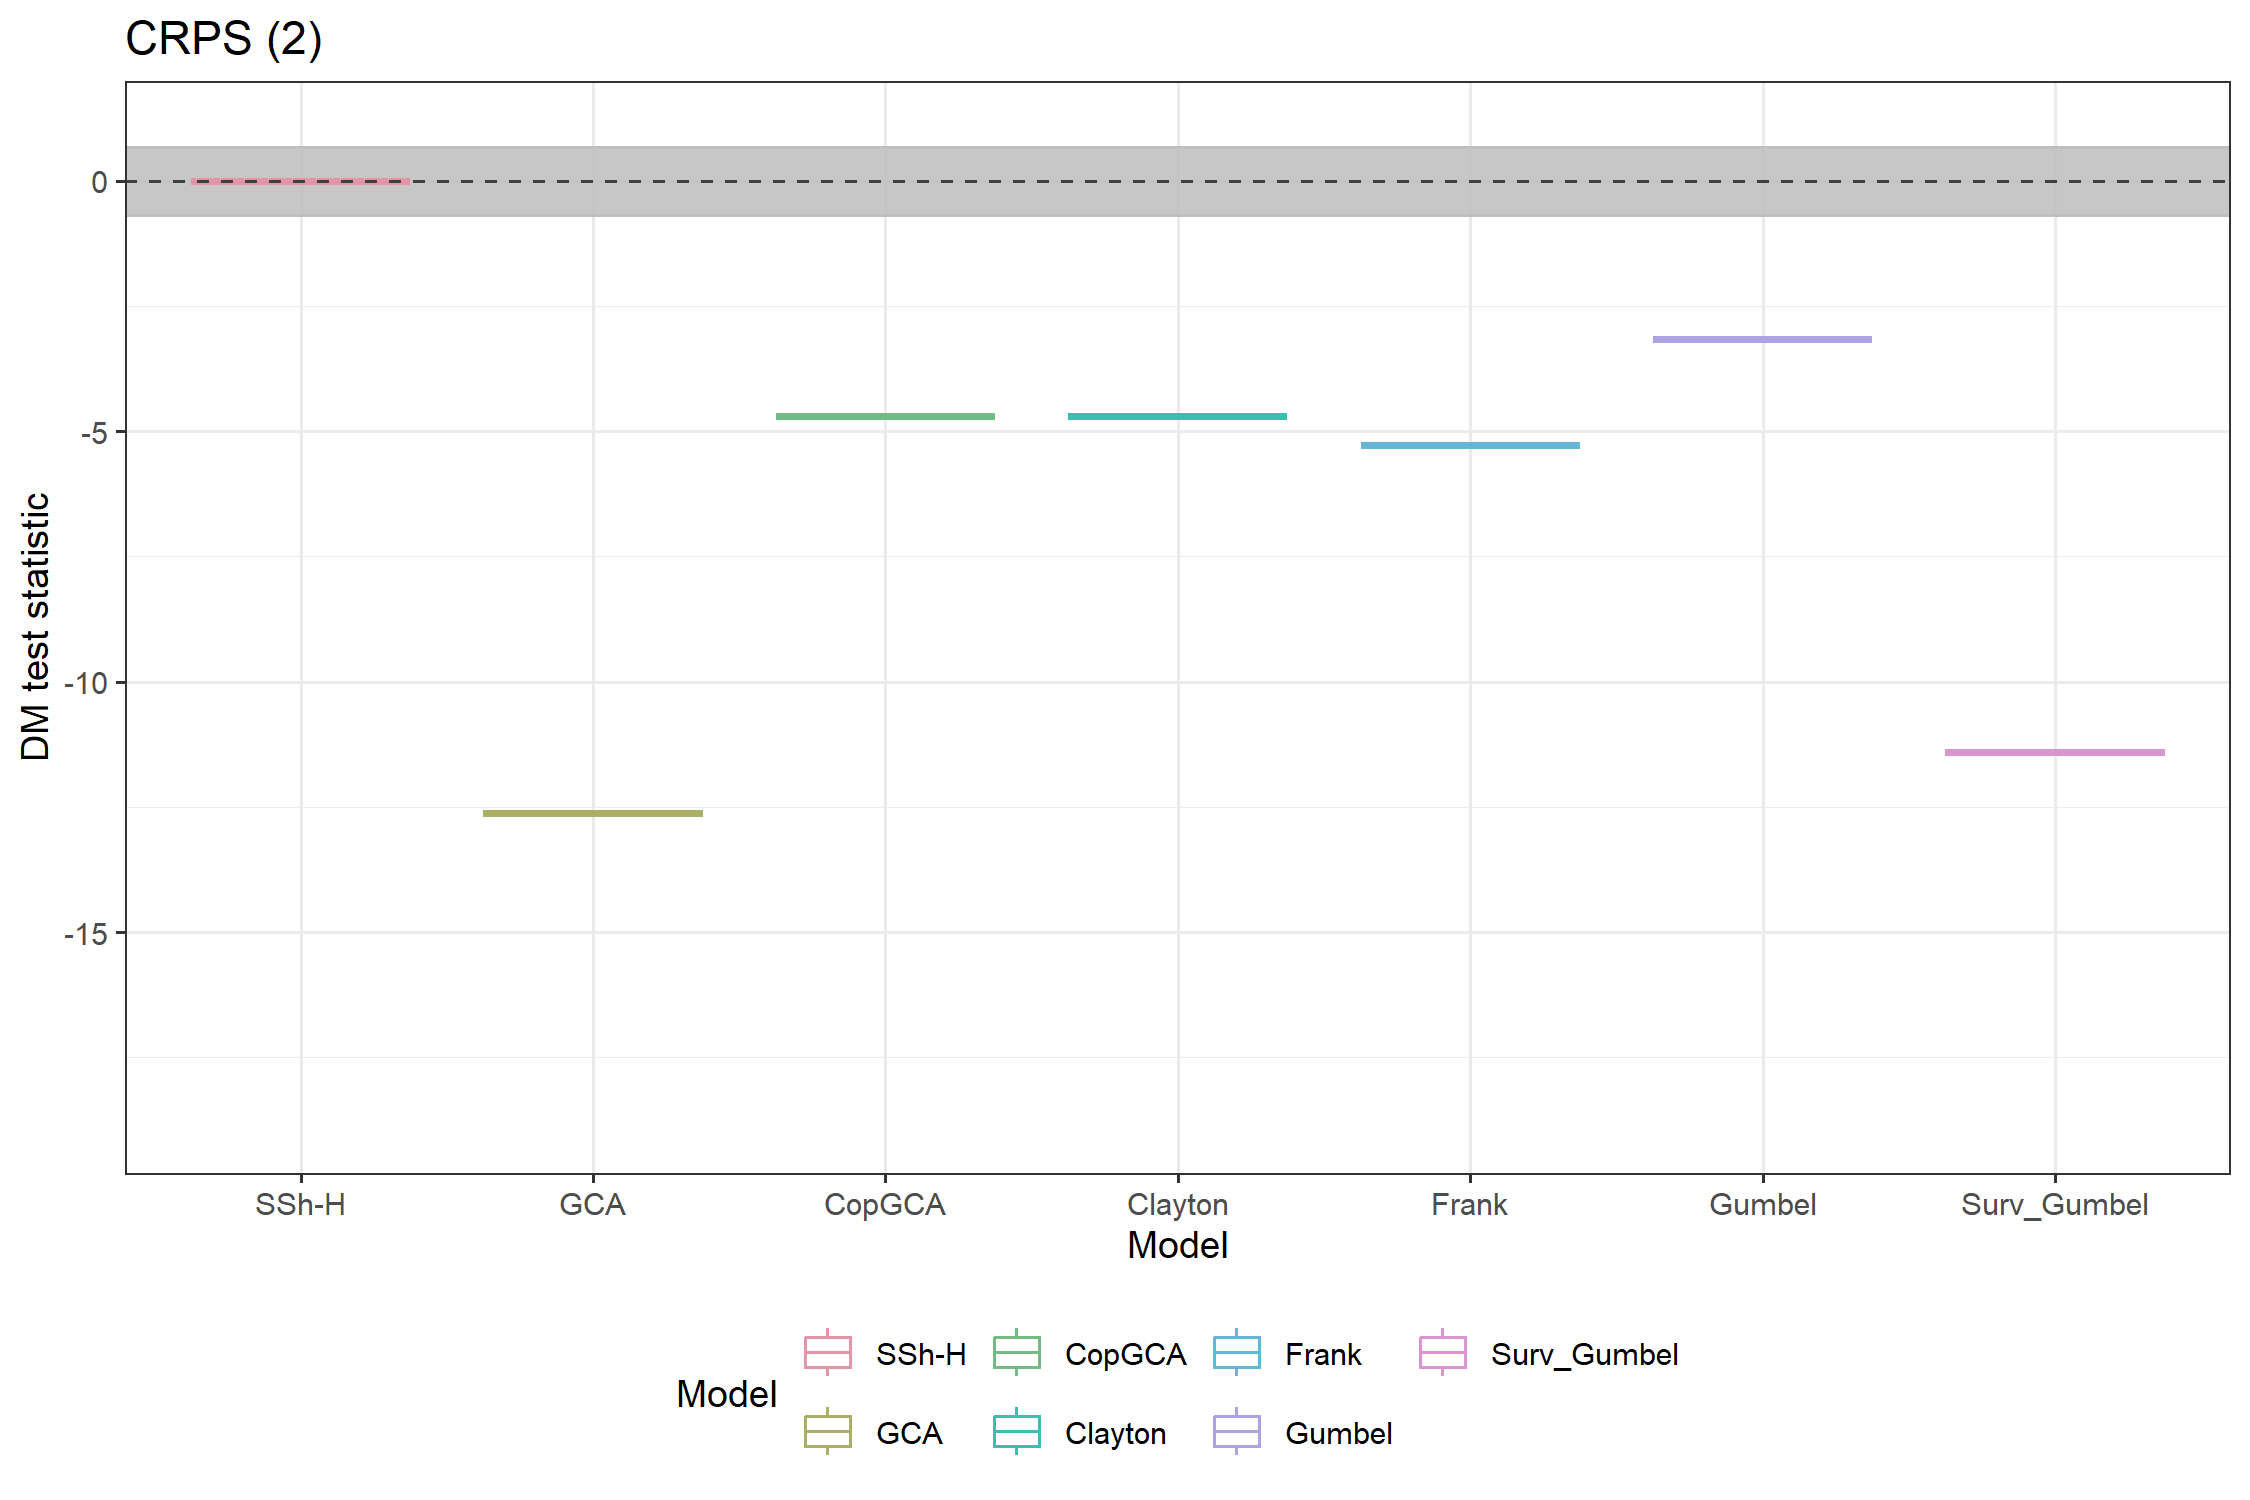 CRPS (2)
0
-5
-10
-15
DM test statistic
SSh-H GCA CopGCA Clayton Frank Gumbel Surv_Gumbel
Model
Model
SSh-H CopGCA Frank Surv_Gumbel
GCA Clayton Gumbel